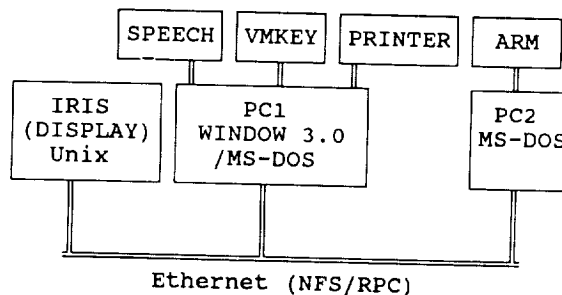 SPEECH
VMKEY
PRINTER
ARM
IRIS
(DISPLAY)
Unix
PC1
WINDOW 3.0
/MS-DOS
PC2
MS-DOS
Ethernet (NFS/RPC)